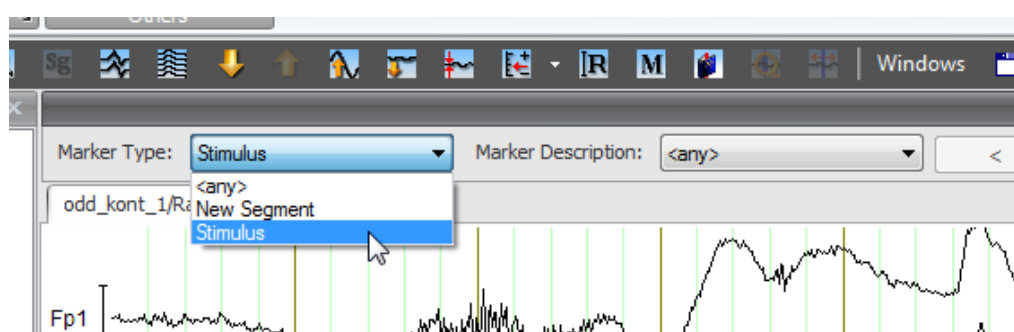 Others
Sg R M Windows
Marker Type: Stimulus Marker Description: <any> <
<any>
odd_kont_1/Ra
New Segment
Stimulus
Fp1